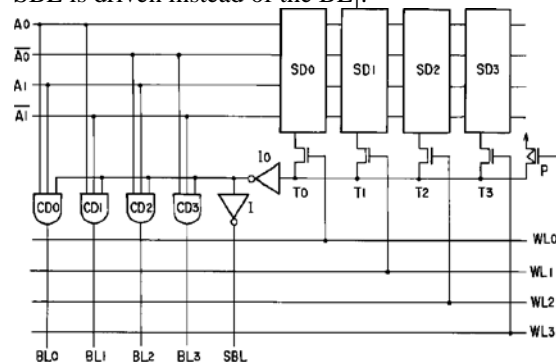 SBL is driven instead of the BL
A0
A0
A1
A1
SD0 SD1 SD2 SD3
I0
P
T0 T1 T2 T3
CD0 CD1 CD2 CD3 I
WL0
WL1
WL2
WL3
BL0 BL1 BL2 BL3 SBL